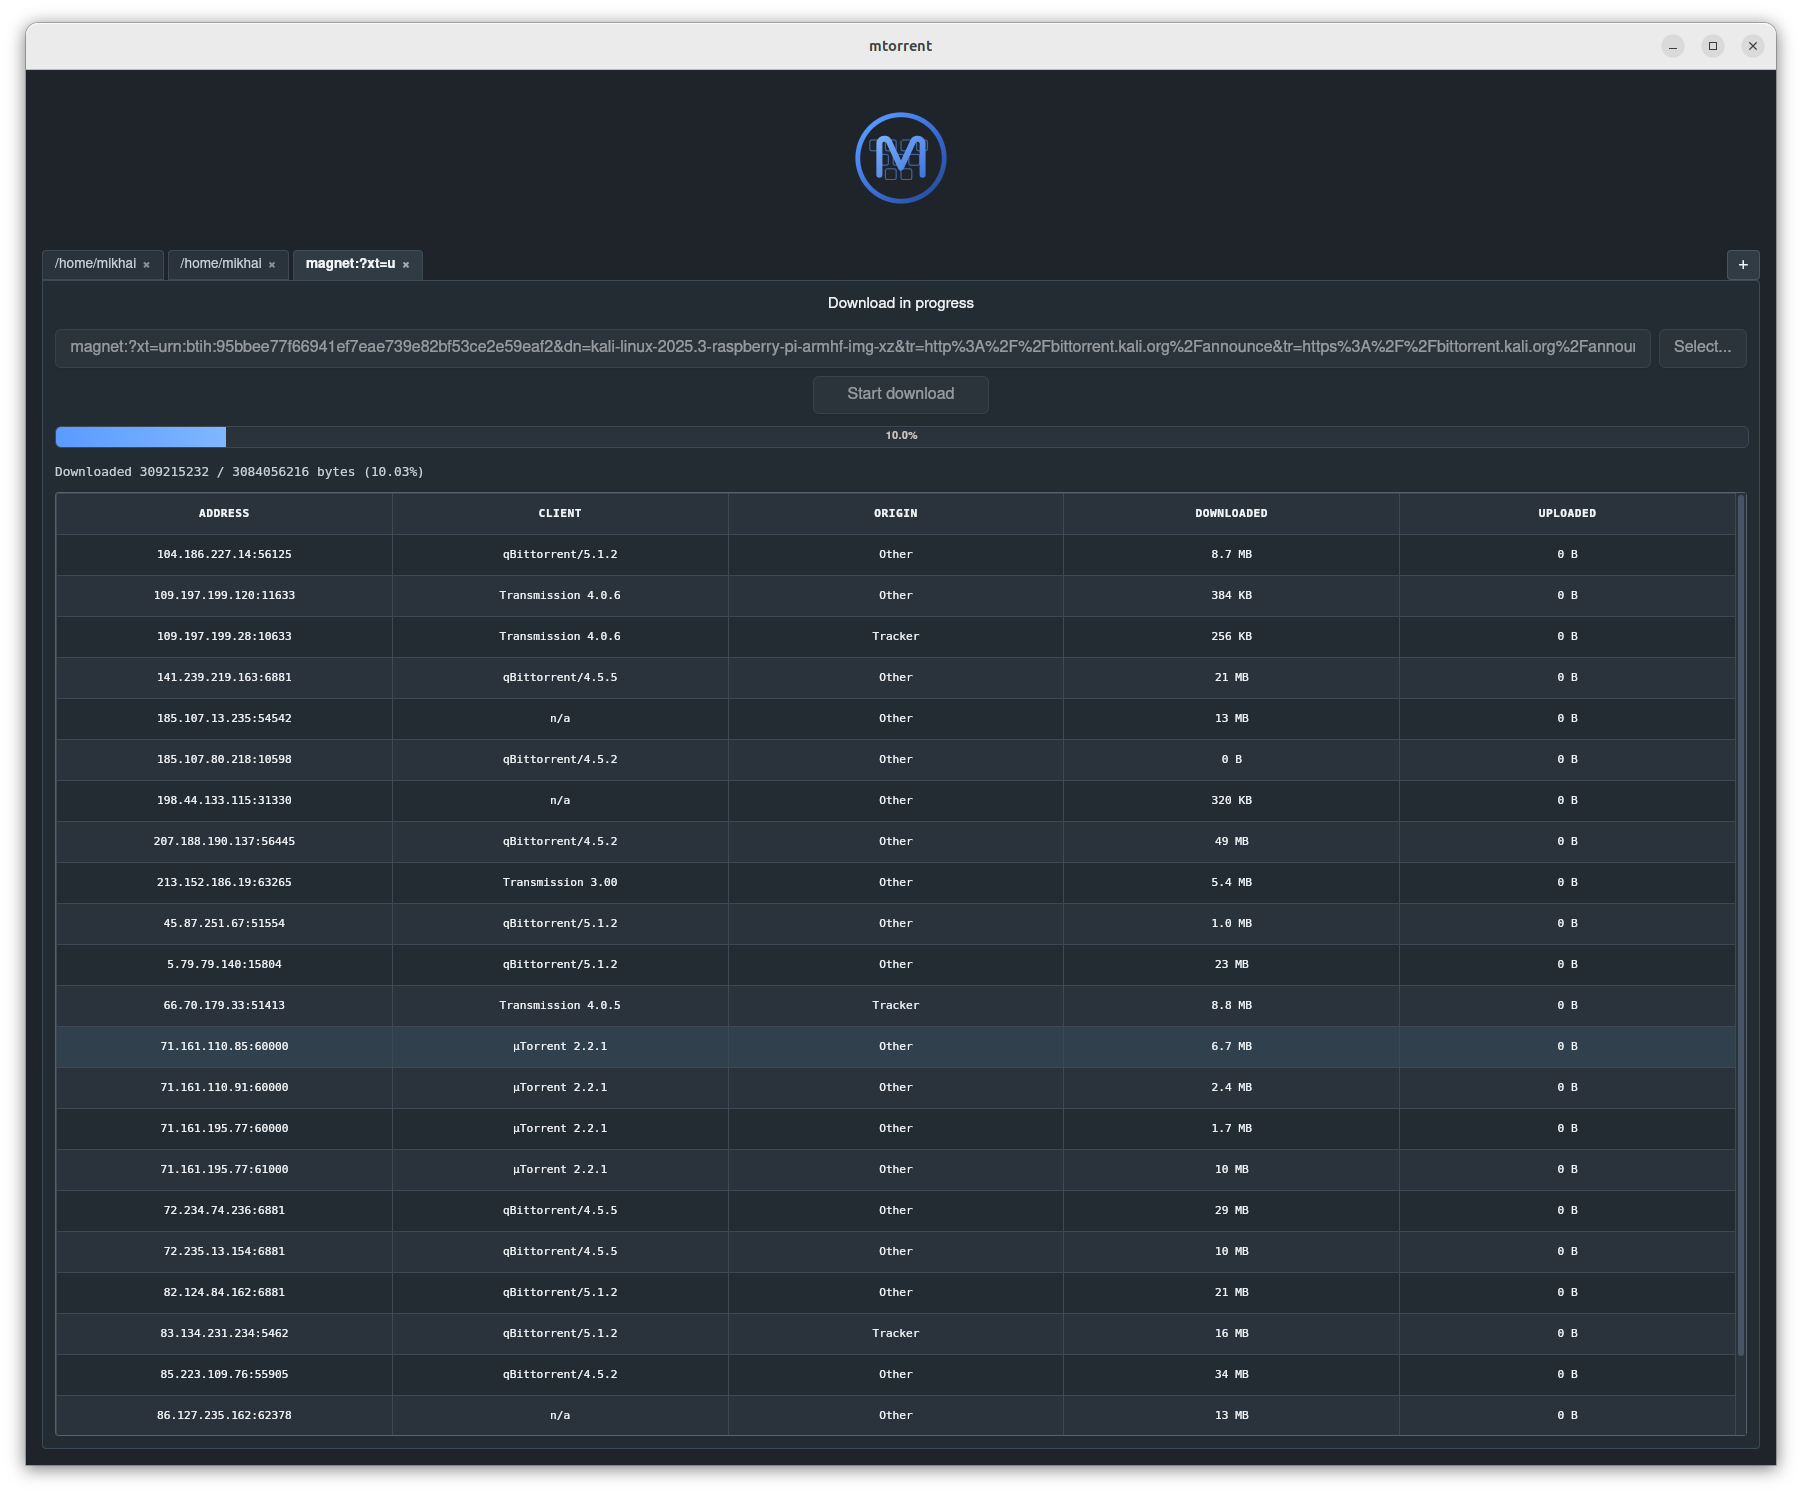 mtorrent
M
/home/mikhai × /home/mikhai × magnet:?xt=u × +
Download in progress
magnet:?xt=urn:btih:95bbee77f66941ef7eae739e82bf53ce2e59eaf2&dn=kali-linux-2025.3-raspberry-pi-armhf-img-xz&tr=http%3A%2F%2Fbittorrent.kali.org%2Fannounce&tr=https%3A%2F%2Fbittorrent.kali.org%2Fannour Select...
Start download
10.0%
Downloaded 309215232 / 3084056216 bytes (10.03%)
ADDRESS CLIENT ORIGIN DOWNLOADED UPLOADED
104.186.227.14:56125 qBittorrent/5.1.2 Other 8.7 MB 0 B
109.197.199.120:11633 Transmission 4.0.6 Other 384 KB 0 B
109.197.199.28:10633 Transmission 4.0.6 Tracker 256 KB 0 B
141.239.219.163:6881 qBittorrent/4.5.5 Other 21 MB 0 B
185.107.13.235:54542 n/a Other 13 MB 0 B
185.107.80.218:10598 qBittorrent/4.5.2 Other 0 B 0 B
198.44.133.115:31330 n/a Other 320 KB 0 B
207.188.190.137:56445 qBittorrent/4.5.2 Other 49 MB 0 B
213.152.186.19:63265 Transmission 3.00 Other 5.4 MB 0 B
45.87.251.67:51554 qBittorrent/5.1.2 Other 1.0 MB 0 B
5.79.79.140:15804 qBittorrent/5.1.2 Other 23 MB 0 B
66.70.179.33:51413 Transmission 4.0.5 Tracker 8.8 MB 0 B
71.161.110.85:60000 µTorrent 2.2.1 Other 6.7 MB 0 B
71.161.110.91:60000 µTorrent 2.2.1 Other 2.4 MB 0 B
71.161.195.77:60000 µTorrent 2.2.1 Other 1.7 MB 0 B
71.161.195.77:61000 µTorrent 2.2.1 Other 10 MB 0 B
72.234.74.236:6881 qBittorrent/4.5.5 Other 29 MB 0 B
72.235.13.154:6881 qBittorrent/4.5.5 Other 10 MB 0 B
82.124.84.162:6881 qBittorrent/5.1.2 Other 21 MB 0 B
83.134.231.234:5462 qBittorrent/5.1.2 Tracker 16 MB 0 B
85.223.109.76:55905 qBittorrent/4.5.2 Other 34 MB 0 B
86.127.235.162:62378 n/a Other 13 MB 0 B